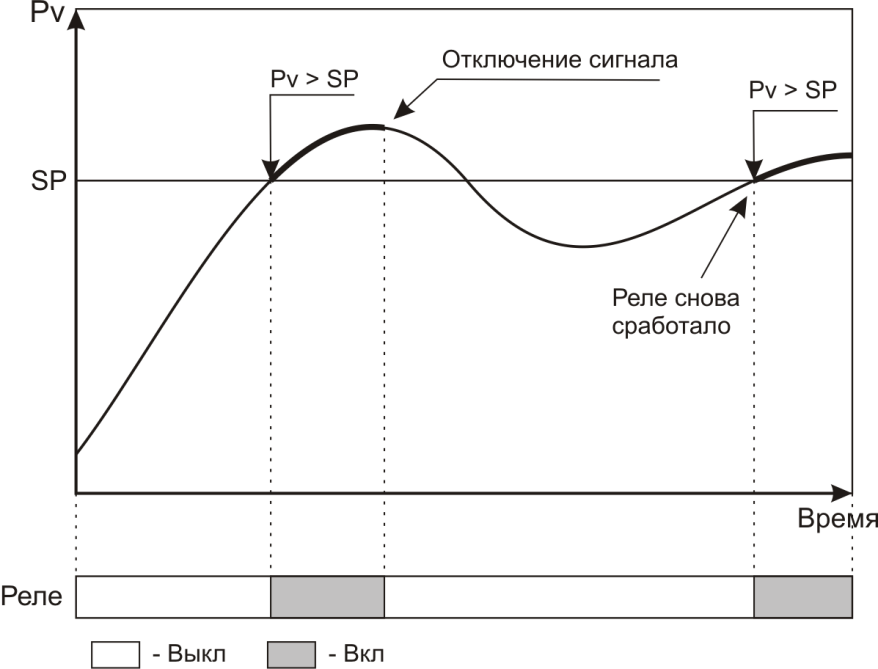 Pv
Отключение сигнала
Pv > SP
Pv > SP
SP
Реле снова
сработало
Время
Реле
- Выкл
- Вкл